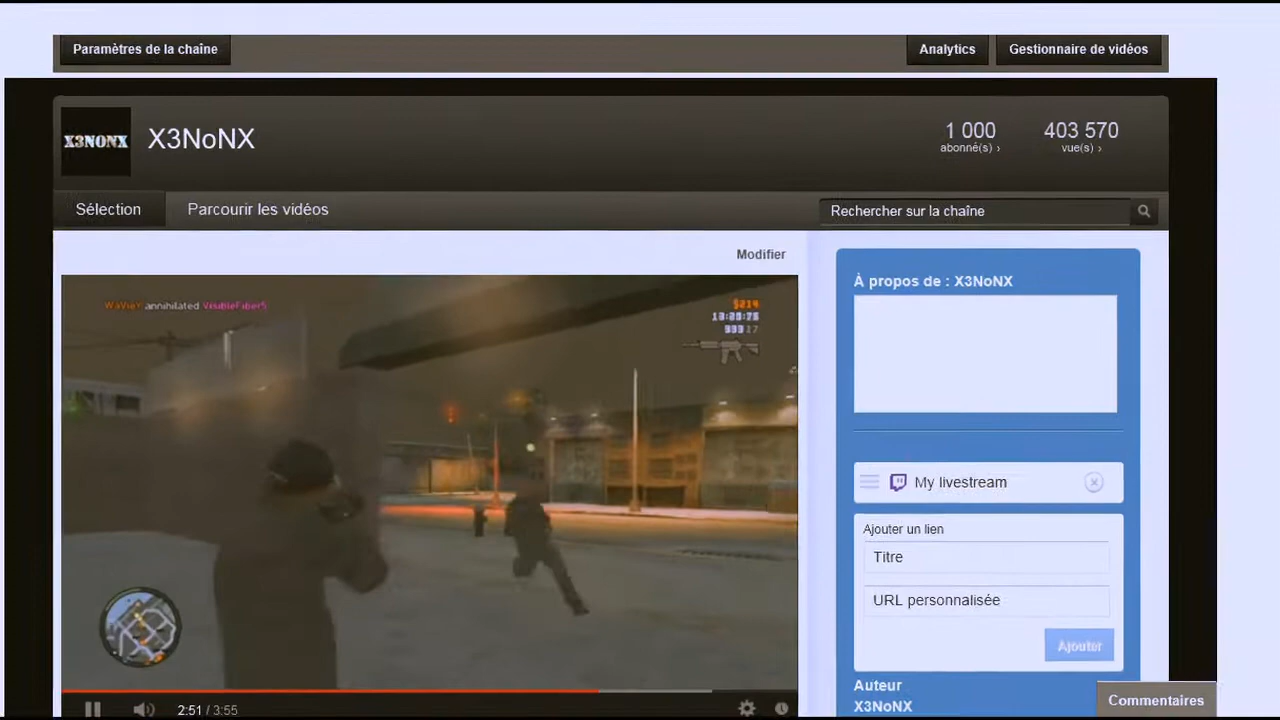 Paramètres de la chaîne
Analytics
Gestionnaire de vidéos
X3NONX
X3NoNX
1 000
abonné(s) ›
403 570
vue(s) ›
Sélection
Parcourir les vidéos
Rechercher sur la chaîne
Modifier
annihilated
$214
À propos de : X3NoNX
My livestream
Ajouter un lien
Titre
URL personnalisée
Ajouter
Auteur
X3NoNX
Commentaires
2:51 / 3:55